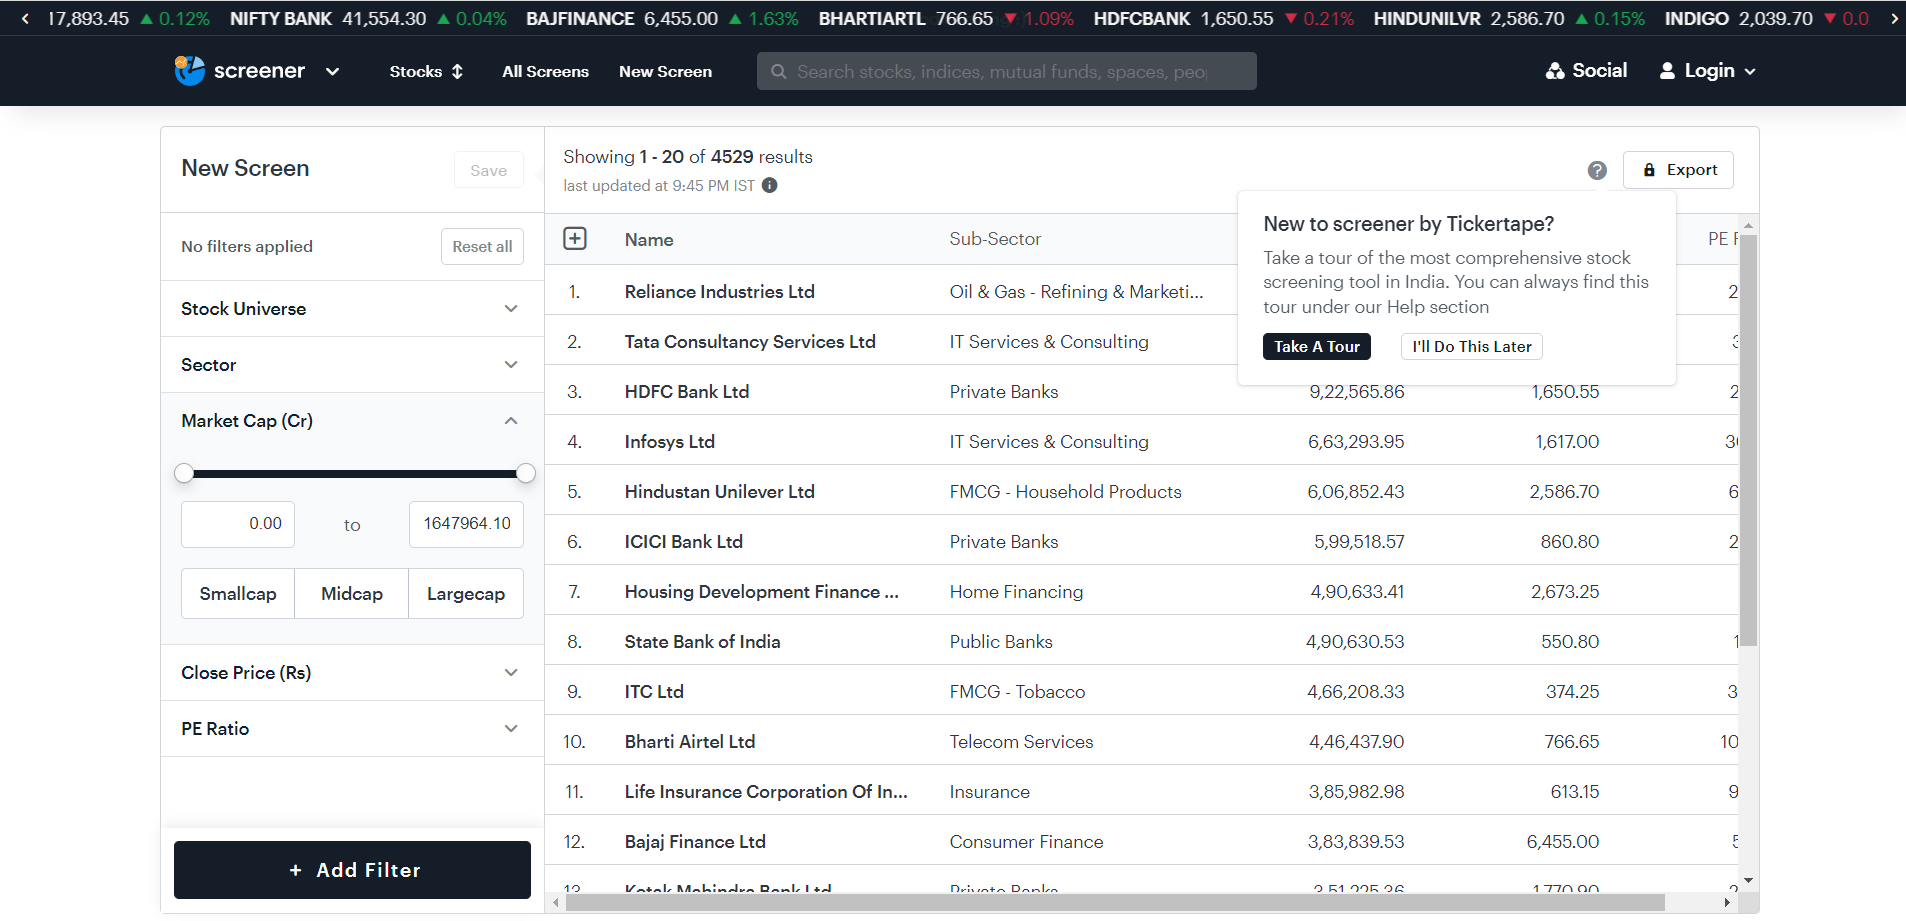 17,893.45 ▲ 0.12% NIFTY BANK 41,554.30 ▲ 0.04% BAJFINANCE 6,455.00 ▲ 1.63% BHARTIARTL 766.65 ▼ 1.09% HDFCBANK 1,650.55 ▼ 0.21% HINDUNILVR 2,586.70 ▲ 0.15% INDIGO 2,039.70 ▼ 0.0
screener Stocks All Screens New Screen Search stocks, indices, mutual funds, spaces, peo Social Login
New Screen Save
Showing 1 - 20 of 4529 results
last updated at 9:45 PM IST
Export
No filters applied Reset all
Stock Universe
Sector
Market Cap (Cr)
0.00 to 1647964.10
Smallcap Midcap Largecap
Close Price (Rs)
PE Ratio
+ Add Filter
New to screener by Tickertape?
Take a tour of the most comprehensive stock
screening tool in India. You can always find this
tour under our Help section
Take A Tour I'll Do This Later
Name Sub-Sector PE
1. Reliance Industries Ltd Oil & Gas - Refining & Marketi... 2
2. Tata Consultancy Services Ltd IT Services & Consulting 3
3. HDFC Bank Ltd Private Banks 9,22,565.86 1,650.55 2
4. Infosys Ltd IT Services & Consulting 6,63,293.95 1,617.00 30
5. Hindustan Unilever Ltd FMCG - Household Products 6,06,852.43 2,586.70 6
6. ICICI Bank Ltd Private Banks 5,99,518.57 860.80 2
7. Housing Development Finance ... Home Financing 4,90,633.41 2,673.25
8. State Bank of India Public Banks 4,90,630.53 550.80 1
9. ITC Ltd FMCG - Tobacco 4,66,208.33 374.25 3
10. Bharti Airtel Ltd Telecom Services 4,46,437.90 766.65 10
11. Life Insurance Corporation Of In... Insurance 3,85,982.98 613.15 9
12. Bajaj Finance Ltd Consumer Finance 3,83,839.53 6,455.00 5
13. Kotak Mahindra Bank Ltd Private Banks 3,51,225.36 1,770.90 2